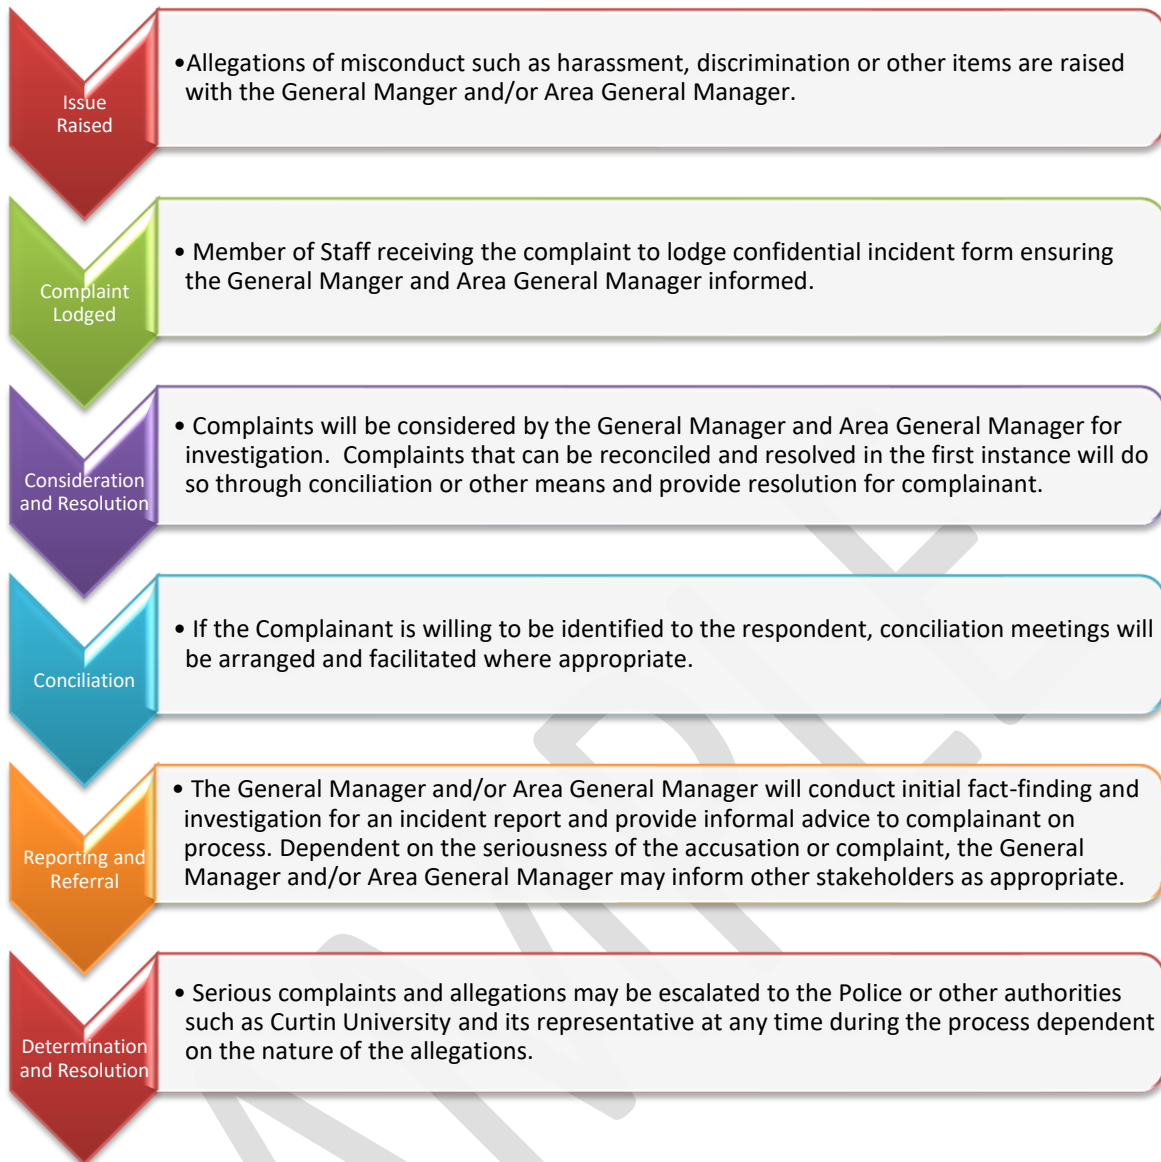 Issue
Raised
•Allegations of misconduct such as harassment, discrimination or other items are raised
with the General Manger and/or Area General Manager.
Complaint
Lodged
• Member of Staff receiving the complaint to lodge confidential incident form ensuring
the General Manger and Area General Manager informed.
Consideration
and Resolution
• Complaints will be considered by the General Manager and Area General Manager for
investigation.  Complaints that can be reconciled and resolved in the first instance will do
so through conciliation or other means and provide resolution for complainant.
Conciliation
• If the Complainant is willing to be identified to the respondent, conciliation meetings will
be arranged and facilitated where appropriate.
Reporting and
Referral
• The General Manager and/or Area General Manager will conduct initial fact-finding and
investigation for an incident report and provide informal advice to complainant on
process. Dependent on the seriousness of the accusation or complaint, the General
Manager and/or Area General Manager may inform other stakeholders as appropriate.
Determination
and Resolution
• Serious complaints and allegations may be escalated to the Police or other authorities
such as Curtin University and its representative at any time during the process dependent
on the nature of the allegations.
AMPLE